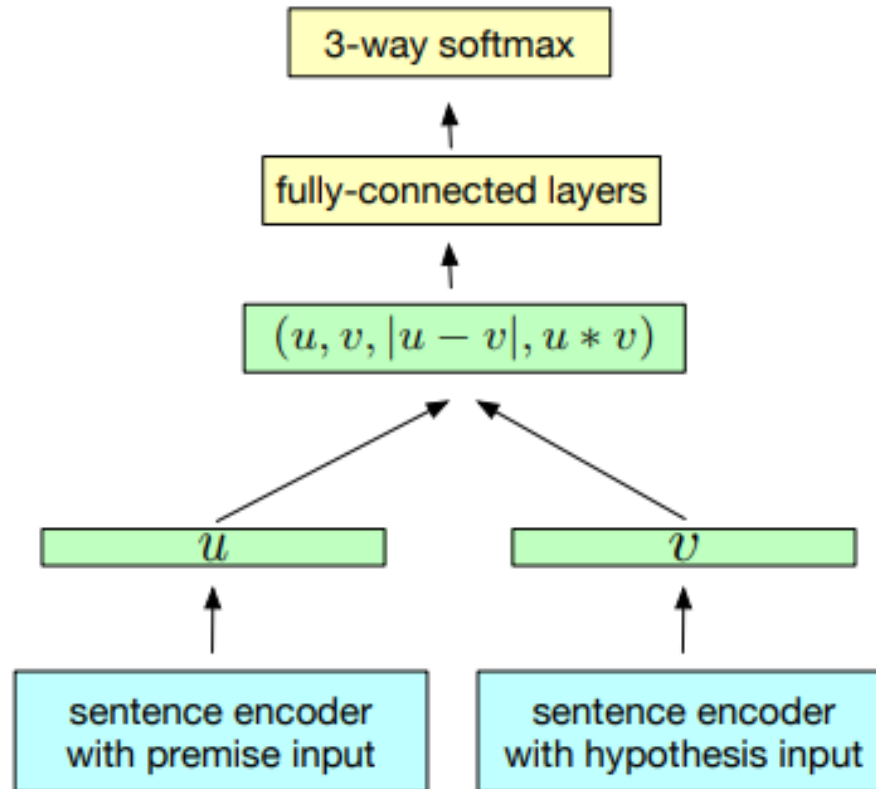 3-way softmax
fully-connected layers
(u, v, |u − v|, u ∗ v)
u
v
sentence encoder
with premise input
sentence encoder
with hypothesis input